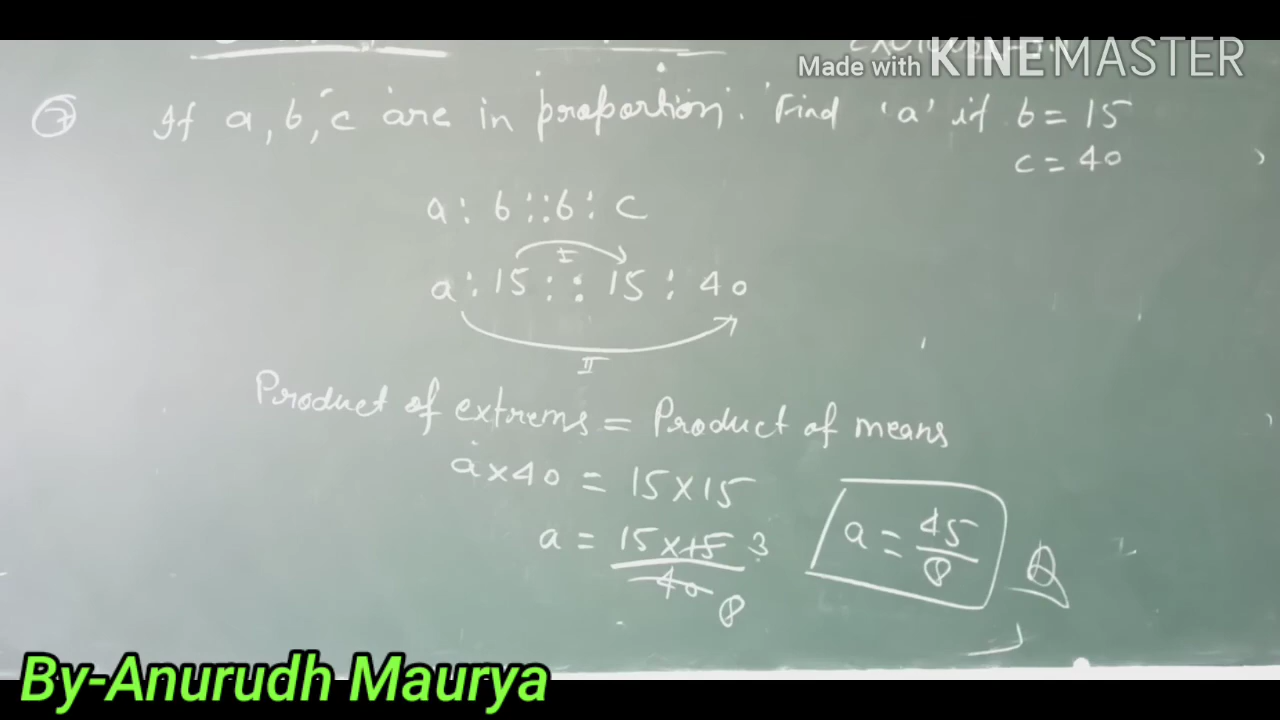 Made with KINEMASTER
⑦ If a, b, c are in proportion. Find 'a' if b = 15
c = 40
a : b :: b : c
I
a : 15 :: 15 : 40
II
Product of extrems = Product of means
a x 40 = 15 x 15
a = 15 x 15 3
40 8
a = 45
8
By-Anurudh Maurya